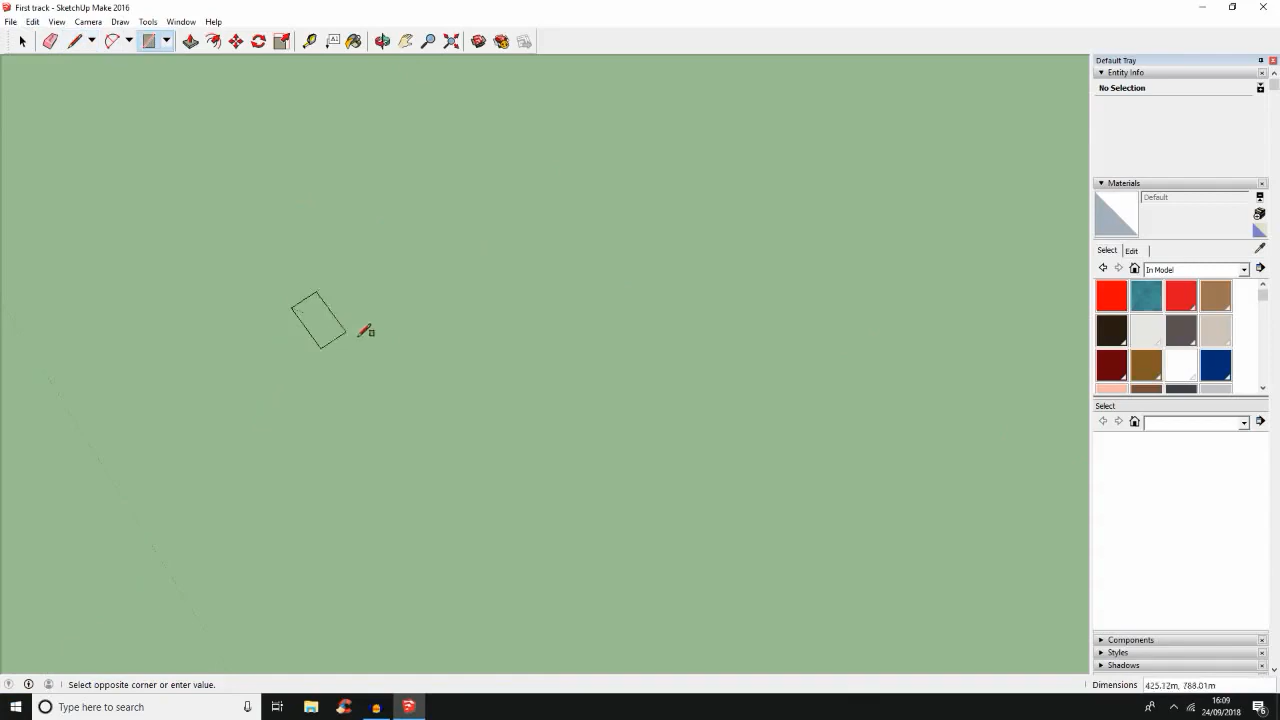 First track - SketchUp Make 2016
File Edit View Camera Draw Tools Window Help
Default Tray
Entity Info
No Selection
Materials
Default
Select Edit
In Model
Select
Components
Styles
Shadows
Select opposite corner or enter value.
Dimensions 425.12m, 788.01m
Type here to search
16:09
24/09/2018
6